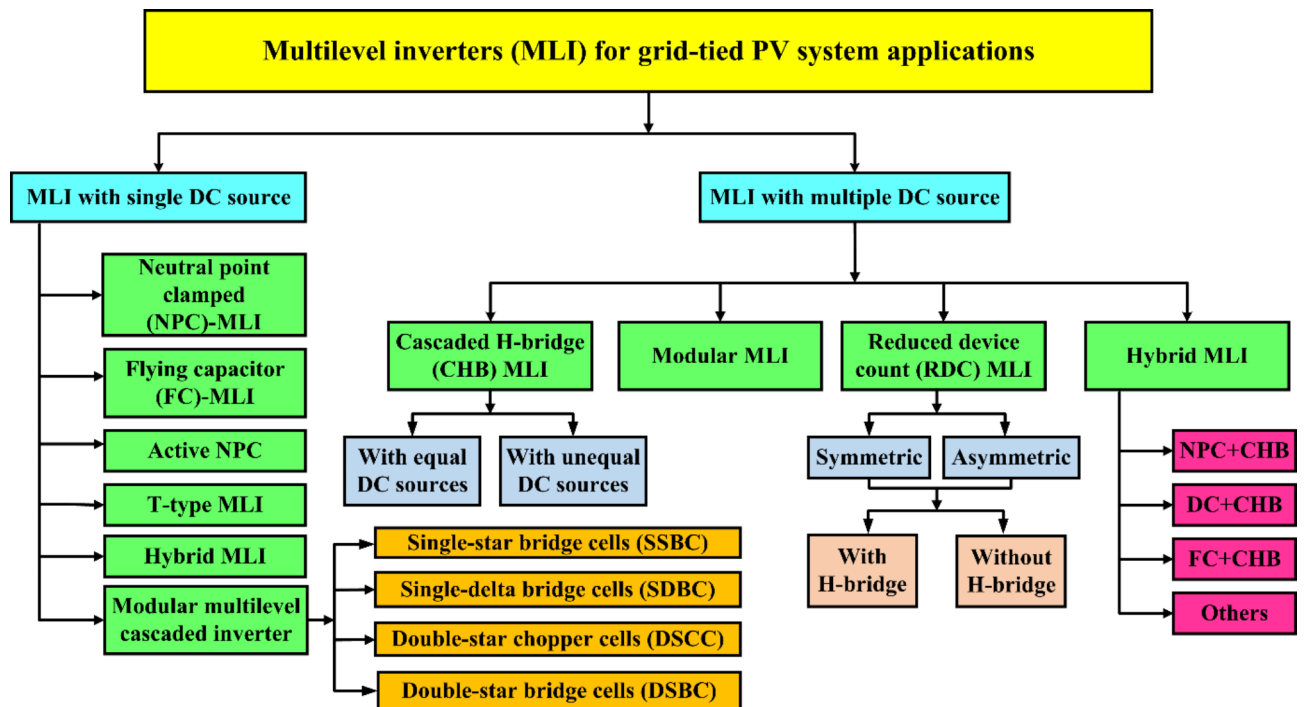 Multilevel inverters (MLI) for grid-tied PV system applications
MLI with single DC source
MLI with multiple DC source
Neutral point
clamped
(NPC)-MLI
Flying capacitor
(FC)-MLI
Active NPC
T-type MLI
Hybrid MLI
Modular multilevel
cascaded inverter
Single-star bridge cells (SSBC)
Single-delta bridge cells (SDBC)
Double-star chopper cells (DSCC)
Double-star bridge cells (DSBC)
Cascaded H-bridge
(CHB) MLI
With equal
DC sources
With unequal
DC sources
Modular MLI
Reduced device
count (RDC) MLI
Symmetric
Asymmetric
With
H-bridge
Without
H-bridge
Hybrid MLI
NPC+CHB
DC+CHB
FC+CHB
Others